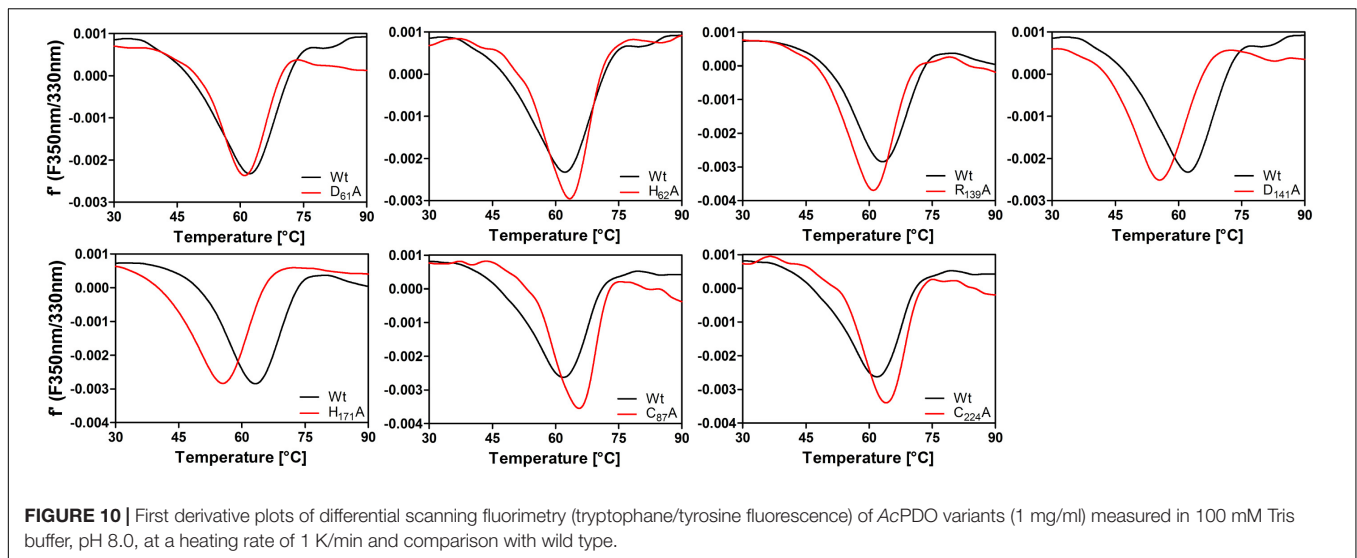 f' (F350nm/330nm)
0.001
0.000
-0.001
-0.002
-0.003
30 45 60 75 90
Temperature [°C]
Wt
D61A
0.001
0.000
-0.001
-0.002
-0.003
30 45 60 75 90
Temperature [°C]
Wt
H62A
0.001
0.000
-0.001
-0.002
-0.003
-0.004
30 45 60 75 90
Temperature [°C]
Wt
R139A
0.001
0.000
-0.001
-0.002
-0.003
30 45 60 75 90
Temperature [°C]
Wt
D141A
f' (F350nm/330nm)
0.001
0.000
-0.001
-0.002
-0.003
-0.004
30 45 60 75 90
Temperature [°C]
Wt
H171A
0.001
0.000
-0.001
-0.002
-0.003
-0.004
30 45 60 75 90
Temperature [°C]
Wt
C87A
0.001
0.000
-0.001
-0.002
-0.003
-0.004
30 45 60 75 90
Temperature [°C]
Wt
C224A
FIGURE 10 | First derivative plots of differential scanning fluorimetry (tryptophane/tyrosine fluorescence) of AcPDO variants (1 mg/ml) measured in 100 mM Tris
buffer, pH 8.0, at a heating rate of 1 K/min and comparison with wild type.